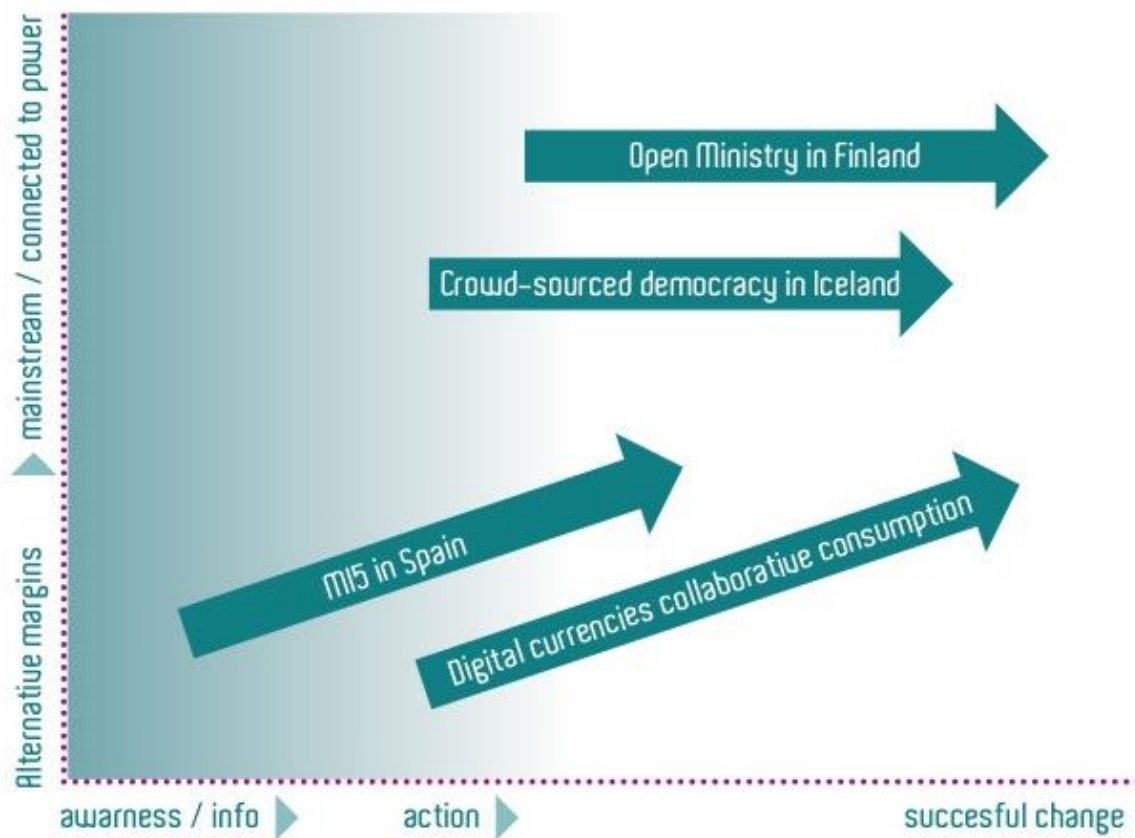 mainstream / connected to power
Alternative margins
Open Ministry in Finland
Crowd-sourced democracy in Iceland
M15 in Spain
Digital currencies collaborative consumption
awarness / info
action
succesful change